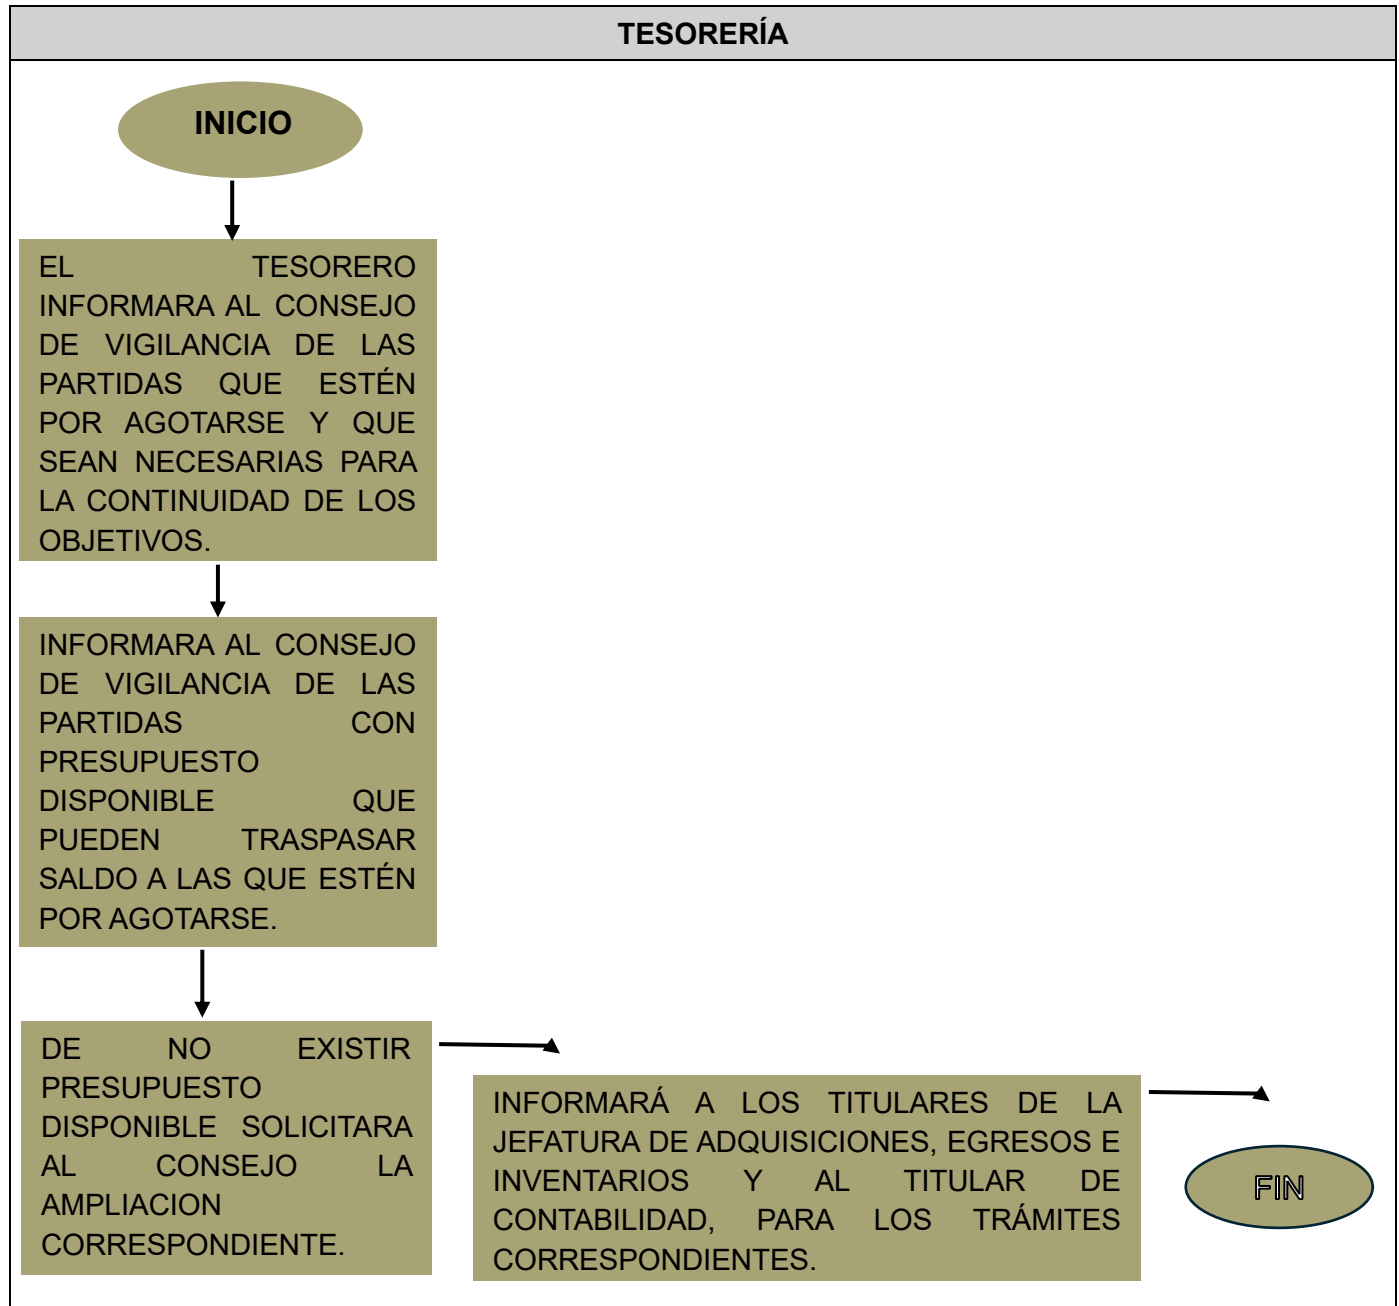 TESORERÍA
INICIO
EL TESORERO
INFORMARA AL CONSEJO
DE VIGILANCIA DE LAS
PARTIDAS QUE ESTÉN
POR AGOTARSE Y QUE
SEAN NECESARIAS PARA
LA CONTINUIDAD DE LOS
OBJETIVOS.
INFORMARA AL CONSEJO
DE VIGILANCIA DE LAS
PARTIDAS CON
PRESUPUESTO
DISPONIBLE QUE
PUEDEN TRASPASAR
SALDO A LAS QUE ESTÉN
POR AGOTARSE.
DE NO EXISTIR
PRESUPUESTO
DISPONIBLE SOLICITARA
AL CONSEJO LA
AMPLIACION
CORRESPONDIENTE.
INFORMARÁ A LOS TITULARES DE LA
JEFATURA DE ADQUISICIONES, EGRESOS E
INVENTARIOS Y AL TITULAR DE
CONTABILIDAD, PARA LOS TRÁMITES
CORRESPONDIENTES.
FIN